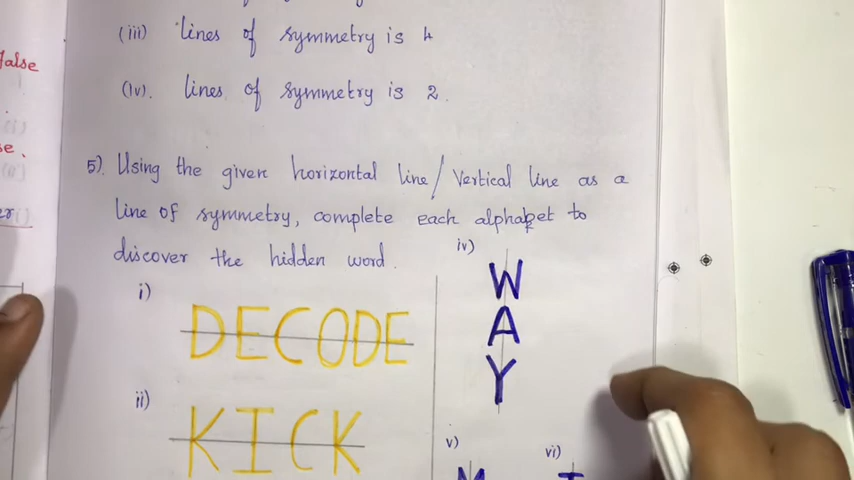 false
(iii) lines of symmetry is 4
(iv). lines of symmetry is 2.
5). Using the given horizontal line/Vertical line as a
line of symmetry, complete each alphabet to
discover the hidden word.
i)
DECODE
ii)
KICK
iv)
W
A
Y
v)
M
vi)